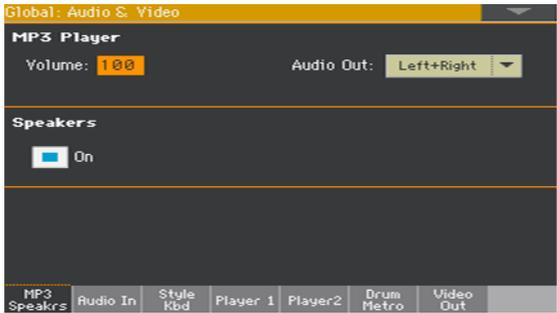 Global: Audio & Video
MP3 Player
Volume: 100 Audio Out: Left+Right
Speakers
On
MP3 Speakrs Audio In Style Kbd Player 1 Player2 Drum Metro Video Out